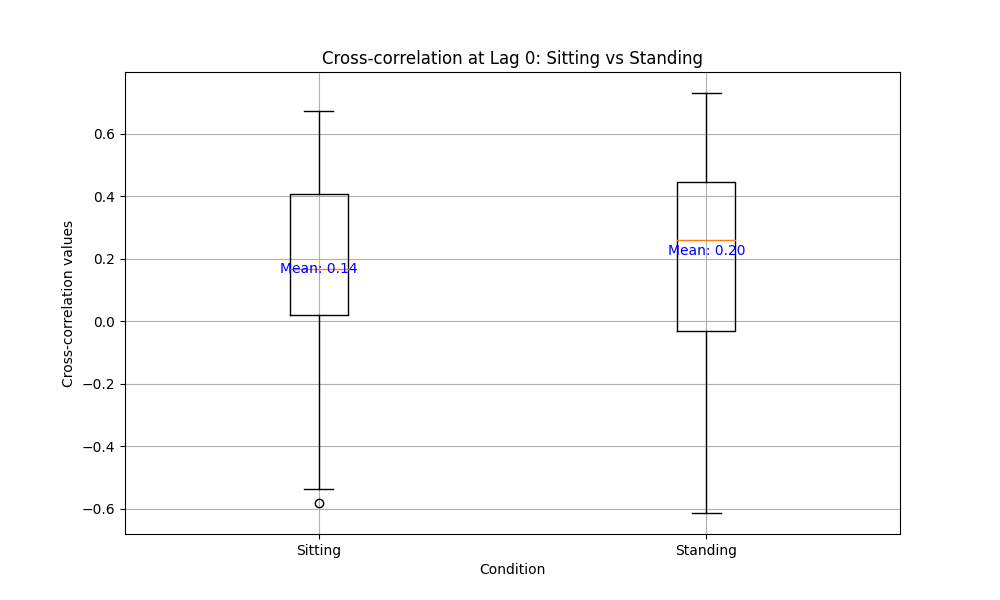 Cross-correlation at Lag 0: Sitting vs Standing
Cross-correlation values
0.6
0.4
0.2
0.0
−0.2
−0.4
−0.6
Mean: 0.14
Mean: 0.20
Sitting
Standing
Condition